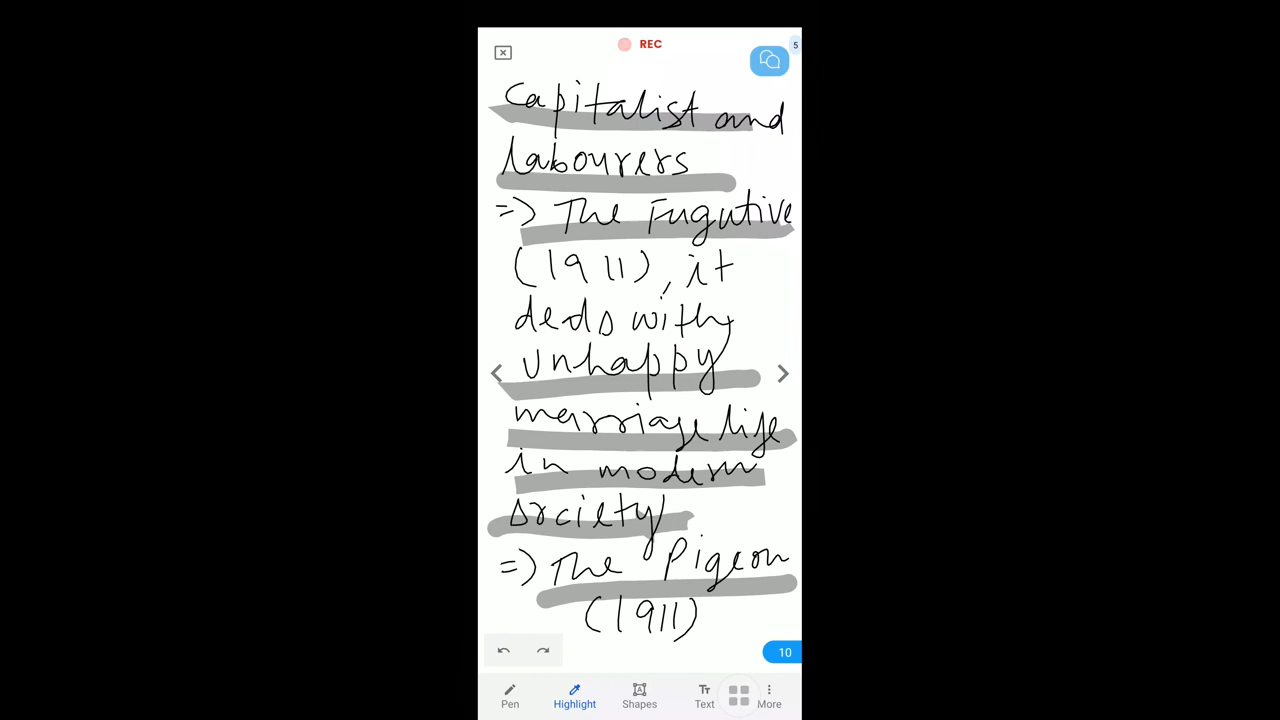 REC
5
Capitalist and
labourers
=> The Fugutive
(1911), it
deals with
unhappy
marriage life
in modern
society
=> The Pigeon
(1911)
10
Pen
Highlight
Shapes
Text
More